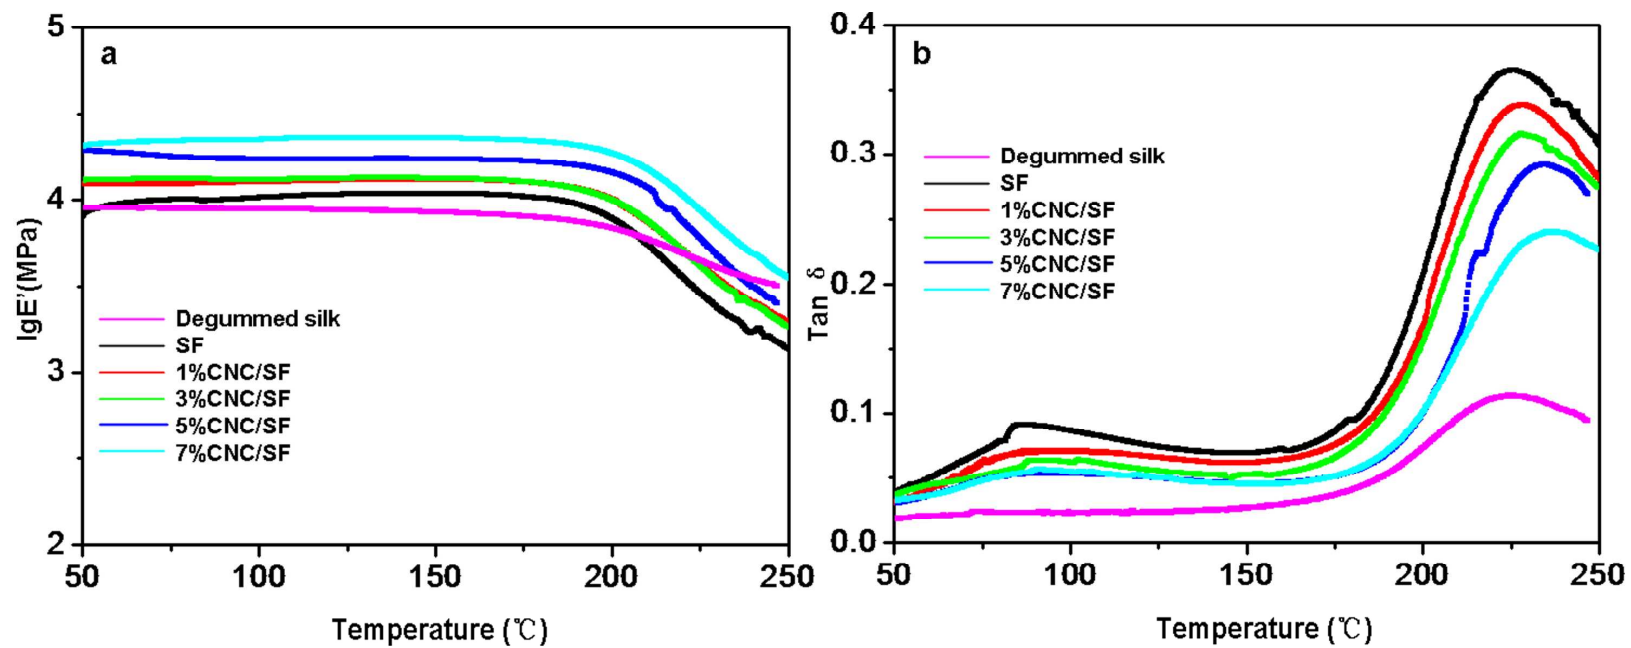 a
5
4
3
2
lgE'(MPa)
Degummed silk
SF
1%CNC/SF
3%CNC/SF
5%CNC/SF
7%CNC/SF
50 100 150 200 250
Temperature (℃)
b
0.4
0.3
0.2
0.1
0.0
Tan δ
Degummed silk
SF
1%CNC/SF
3%CNC/SF
5%CNC/SF
7%CNC/SF
50 100 150 200 250
Temperature (℃)